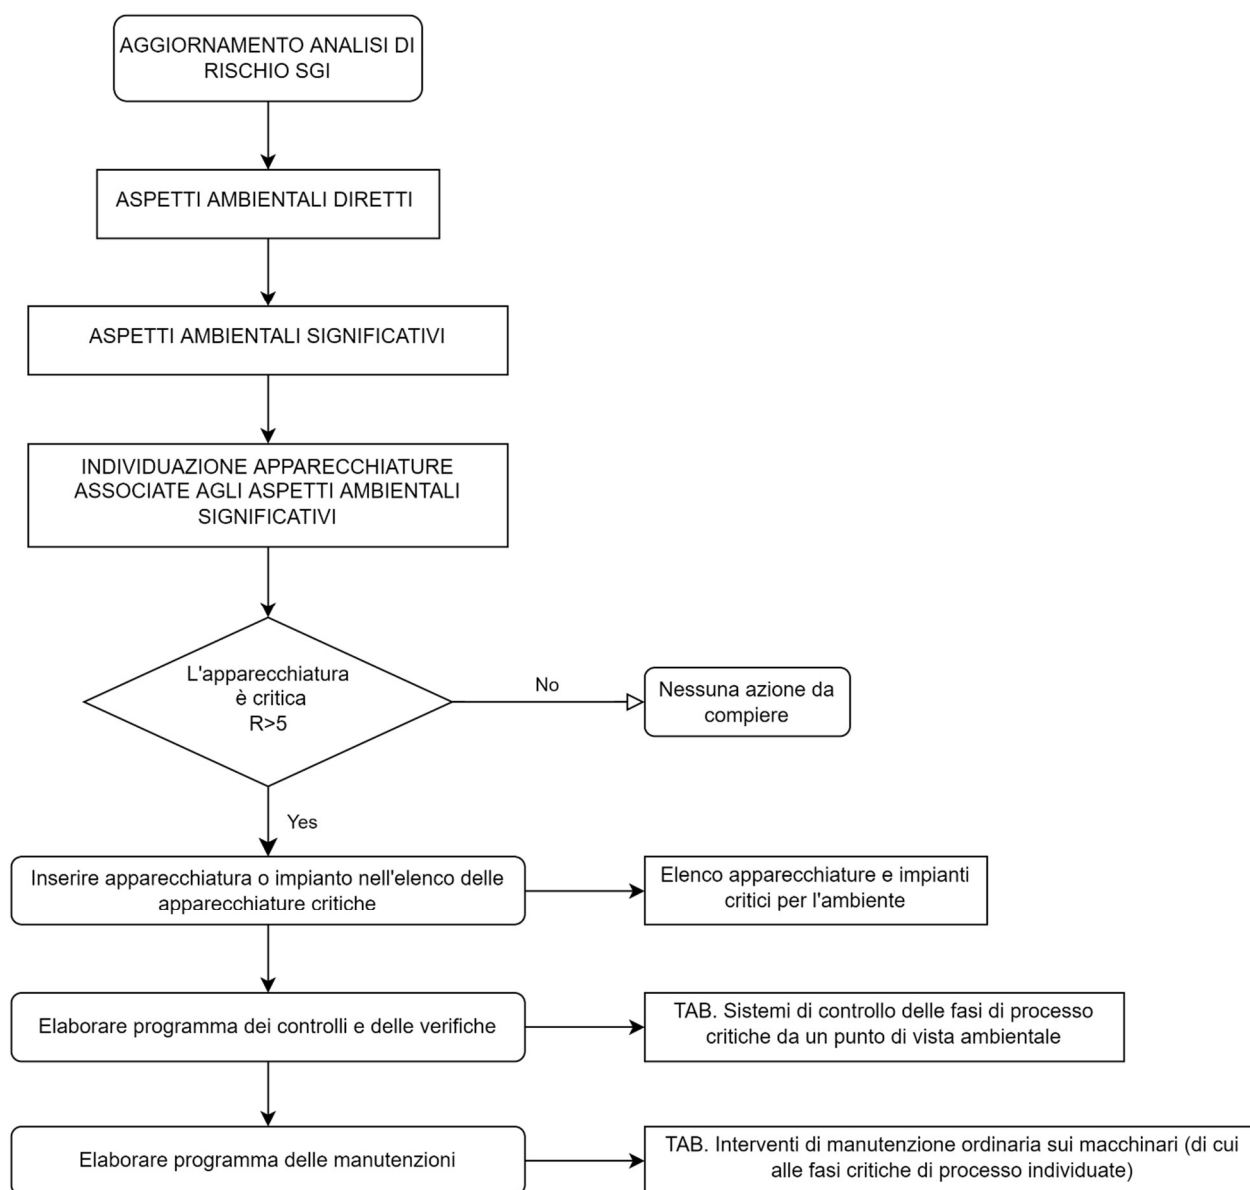 AGGIORNAMENTO ANALISI DI
RISCHIO SGI
ASPETTI AMBIENTALI DIRETTI
ASPETTI AMBIENTALI SIGNIFICATIVI
INDIVIDUAZIONE APPARECCHIATURE
ASSOCIATE AGLI ASPETTI AMBIENTALI
SIGNIFICATIVI
L'apparecchiatura
è critica
R>5
No
Nessuna azione da
compiere
Yes
Inserire apparecchiatura o impianto nell'elenco delle
apparecchiature critiche
Elenco apparecchiature e impianti
critici per l'ambiente
Elaborare programma dei controlli e delle verifiche
TAB. Sistemi di controllo delle fasi di processo
critiche da un punto di vista ambientale
Elaborare programma delle manutenzioni
TAB. Interventi di manutenzione ordinaria sui macchinari (di cui
alle fasi critiche di processo individuate)